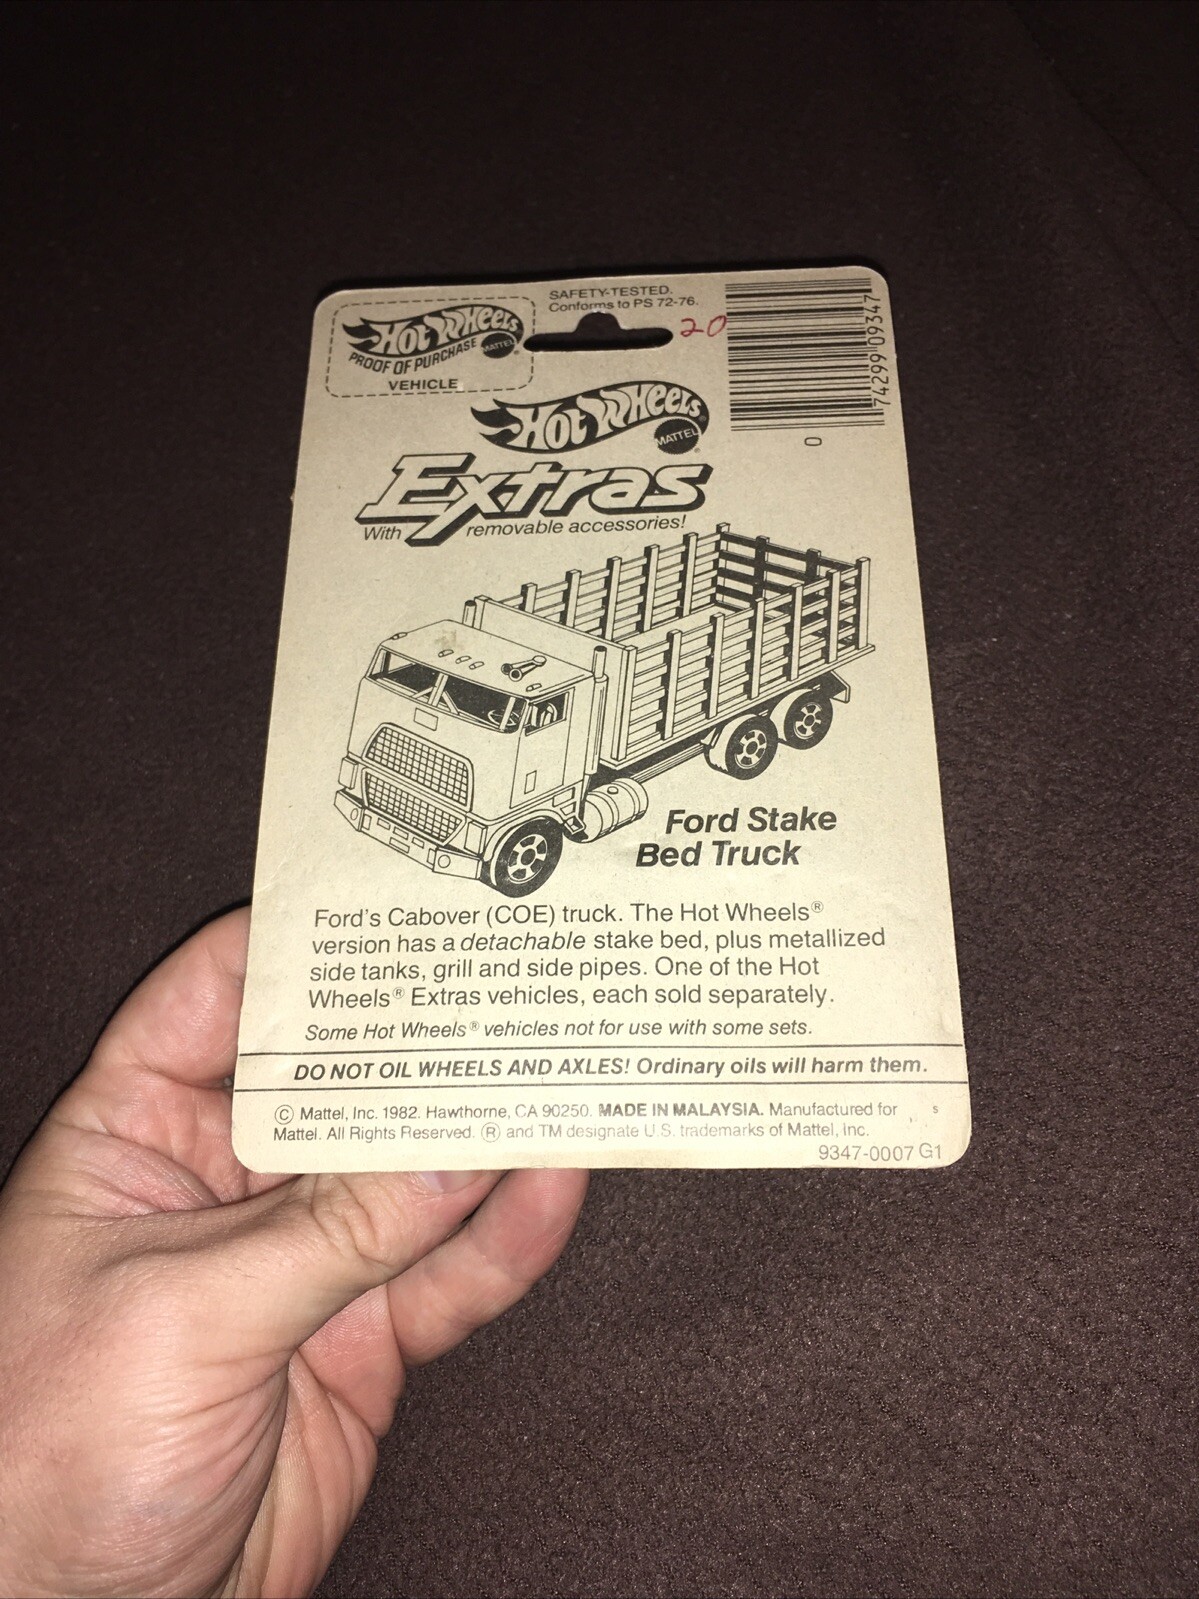 Hot Wheels
MATTEL
PROOF OF PURCHASE
VEHICLE
SAFETY-TESTED.
Conforms to PS 72-76.
20
74299 09347
0
Hot Wheels®
MATTEL®
Extras
With removable accessories!
Ford Stake
Bed Truck
Ford's Cabover (COE) truck. The Hot Wheels®
version has a detachable stake bed, plus metallized
side tanks, grill and side pipes. One of the Hot
Wheels® Extras vehicles, each sold separately.
Some Hot Wheels® vehicles not for use with some sets.
DO NOT OIL WHEELS AND AXLES! Ordinary oils will harm them.
© Mattel, Inc. 1982. Hawthorne, CA 90250. MADE IN MALAYSIA. Manufactured for
Mattel. All Rights Reserved. ® and TM designate U.S. trademarks of Mattel, Inc.
s
9347-0007 G1